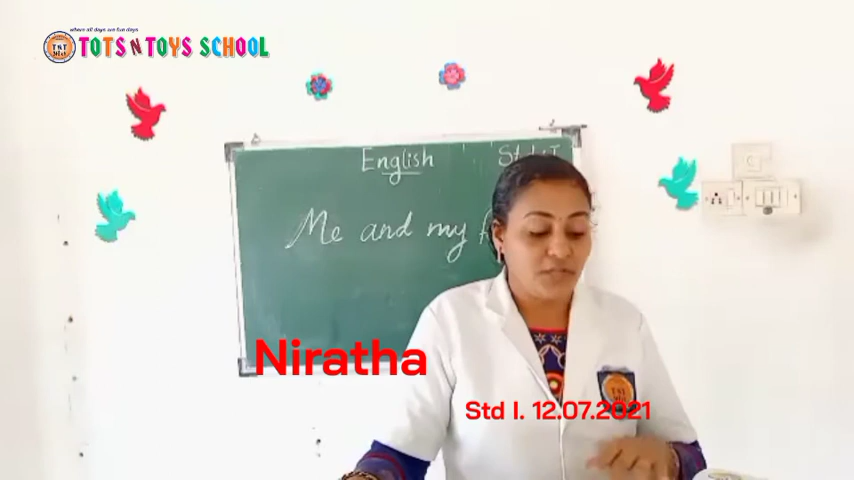 where all days are fun days
TOTS N TOYS SCHOOL
English
Std I
Me and my
Niratha
Std I. 12.07.2021
TNT